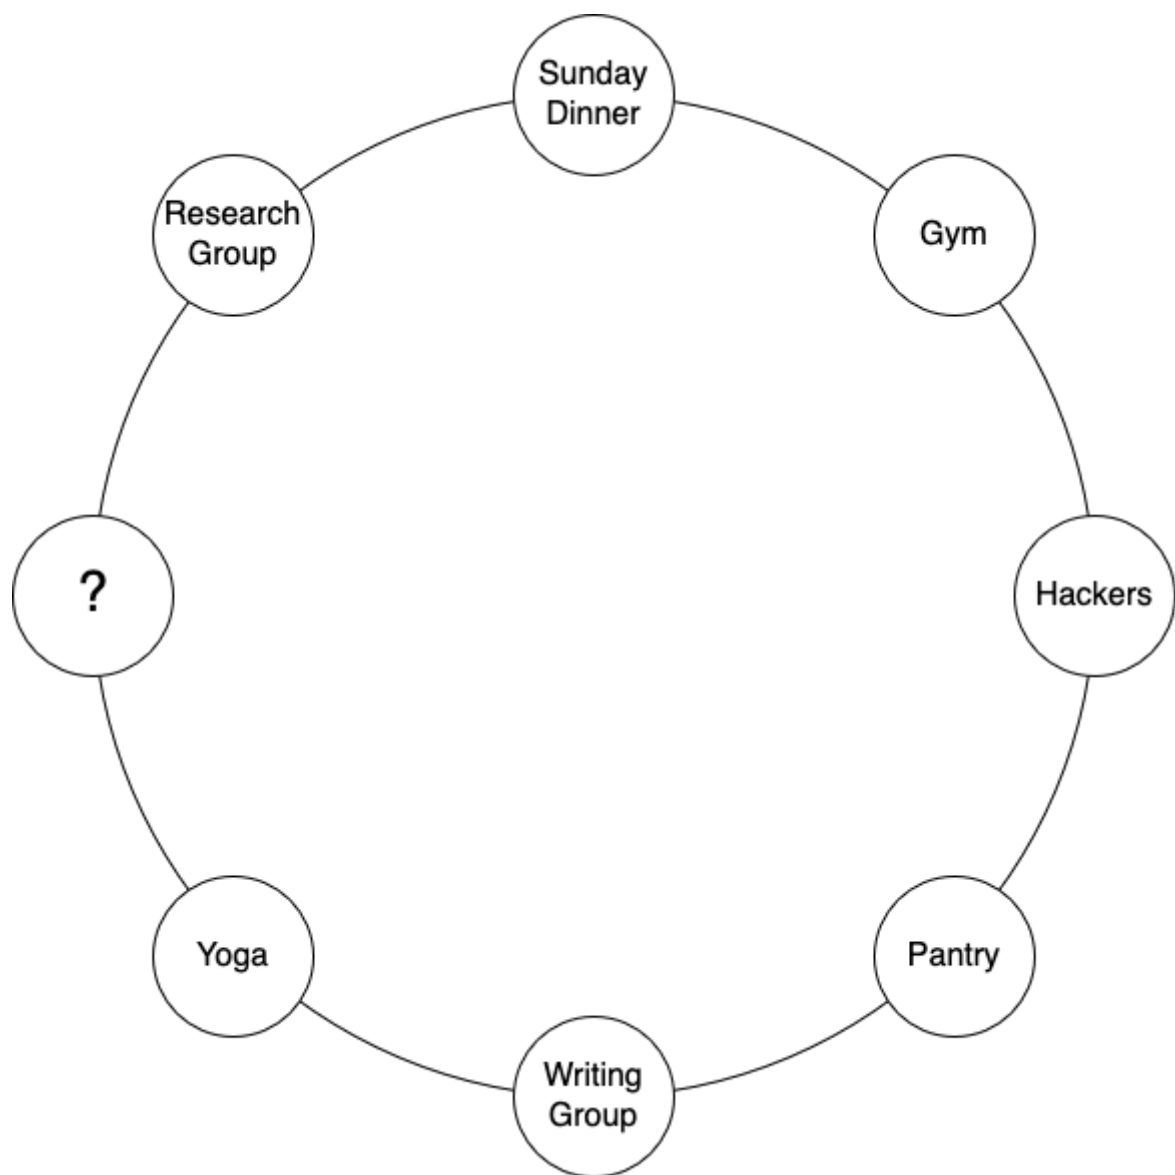 Sunday
Dinner
Research
Group
Gym
?
Hackers
Yoga
Pantry
Writing
Group